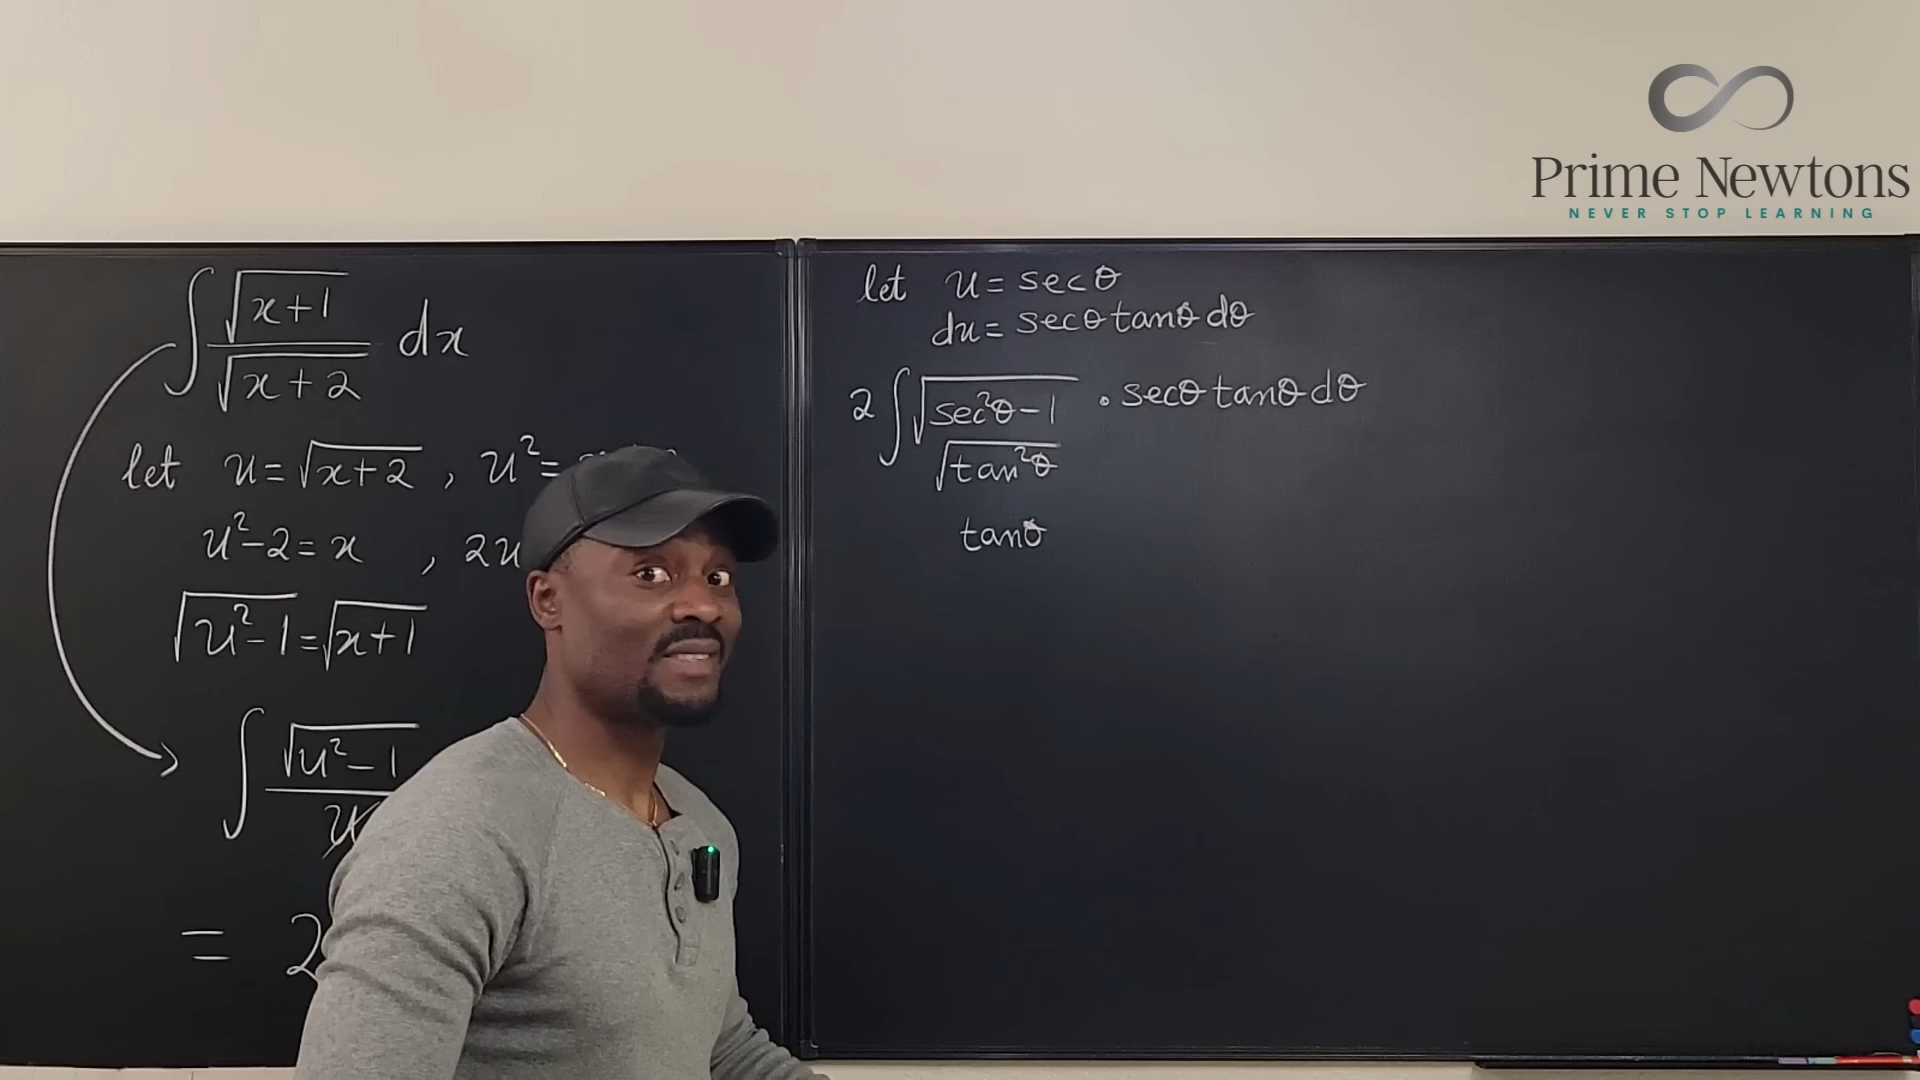 Prime Newtons
NEVER STOP LEARNING
∫ √(x+1) / √(x+2) dx
let u = √(x+2) , u² =
u² - 2 = x , 2u
√(u² - 1) = √(x+1)
∫ √(u² - 1) / u
= 2
let u = secθ
du = secθ tanθ dθ
2 ∫ √(sec²θ - 1) · secθ tanθ dθ
√(tan²θ)
tanθ